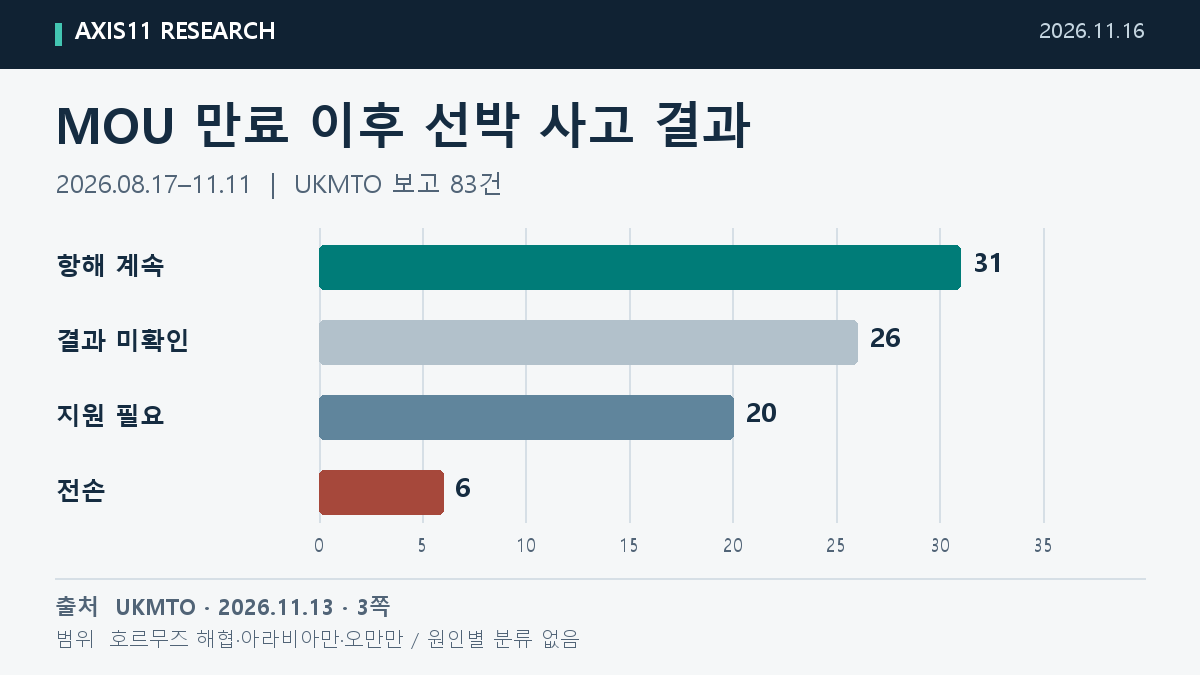 AXIS11 RESEARCH
2026.11.16
MOU 만료 이후 선박 사고 결과
2026.08.17–11.11 | UKMTO 보고 83건
항해 계속 31
결과 미확인 26
지원 필요 20
전손 6
0 5 10 15 20 25 30 35
출처 UKMTO · 2026.11.13 · 3쪽
범위 호르무즈 해협·아라비아만·오만만 / 원인별 분류 없음